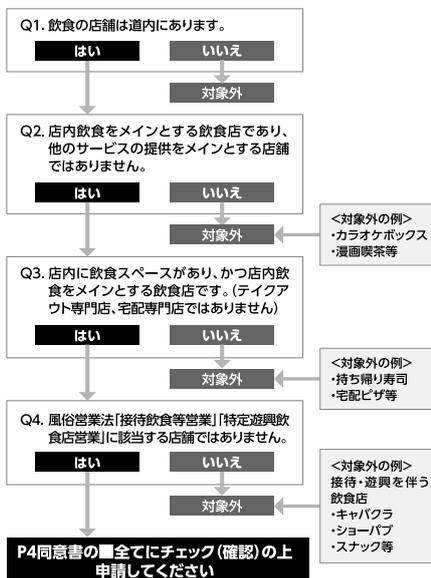 Q1. 飲食の店舗は道内にあります。
はい
いいえ
対象外
Q2. 店内飲食をメインとする飲食店であり、
他のサービスの提供をメインとする店舗
ではありません。
はい
いいえ
対象外
<対象外の例>
・カラオケボックス
・漫画喫茶等
Q3. 店内に飲食スペースがあり、かつ店内飲
食をメインとする飲食店です。(テイクア
ウト専門店、宅配専門店ではありません)
はい
いいえ
対象外
<対象外の例>
・持ち帰り寿司
・宅配ピザ等
Q4. 風俗営業法「接待飲食等営業」「特定遊興飲
食店営業」に該当する店舗ではありません。
はい
いいえ
対象外
<対象外の例>
接待・遊興を伴う
飲食店
・キャバクラ
・ショーパブ
・スナック等
P4同意書の■全てにチェック(確認)の上
申請してください